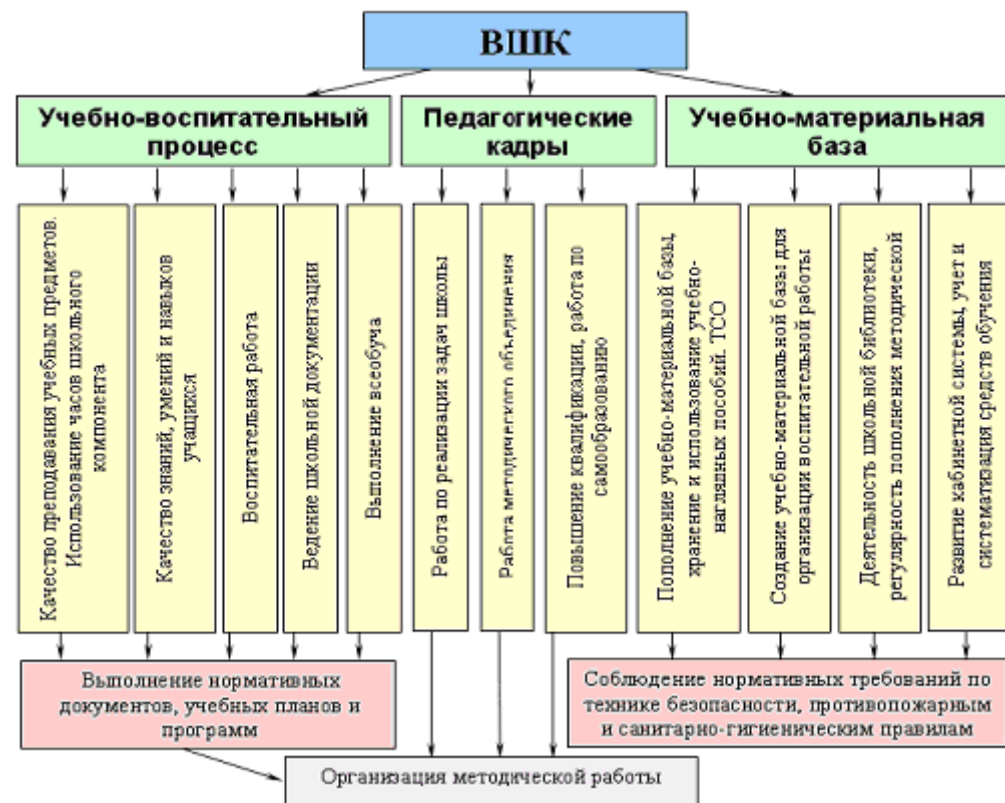 ВШК
Учебно-воспитательный
процесс
Педагогические
кадры
Учебно-материальная
база
Качество преподавания учебных предметов.
Использование часов школьного
компонента
Качество знаний, умений и навыков
учащихся
Воспитательная работа
Ведение школьной документации
Выполнение всеобуча
Работа по реализации задач школы
Работа методического объединения
Повышение квалификации, работа по
самообразованию
Пополнение учебно-материальной базы,
хранение и использование учебно-
наглядных пособий. ТСО
Создание учебно-материальной базы для
организации воспитательной работы
Деятельность школьной библиотеки,
регулярность пополнения методической
Развитие кабинетной системы, учет и
систематизация средств обучения
Выполнение нормативных
документов, учебных планов и
программ
Соблюдение нормативных требований по
технике безопасности, противопожарным
и санитарно-гигиеническим правилам
Организация методической работы